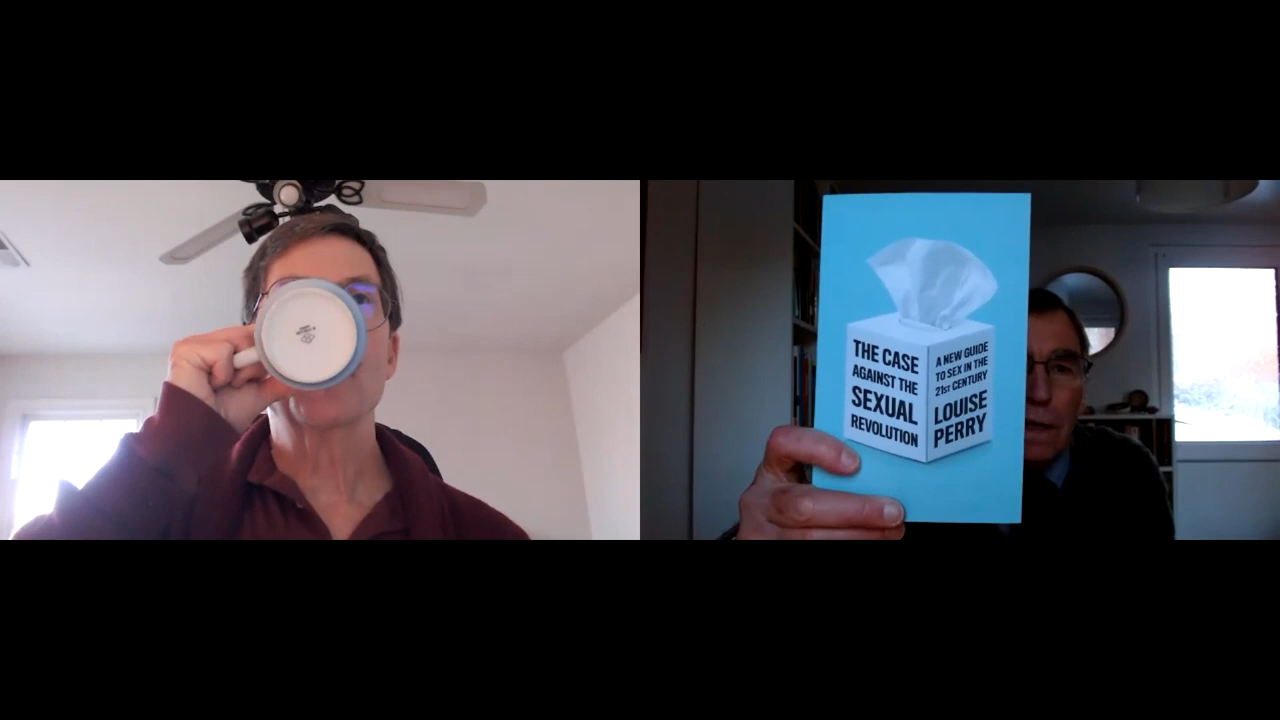 THE CASE
AGAINST THE
SEXUAL
REVOLUTION
A NEW GUIDE
TO SEX IN THE
21ST CENTURY
LOUISE
PERRY